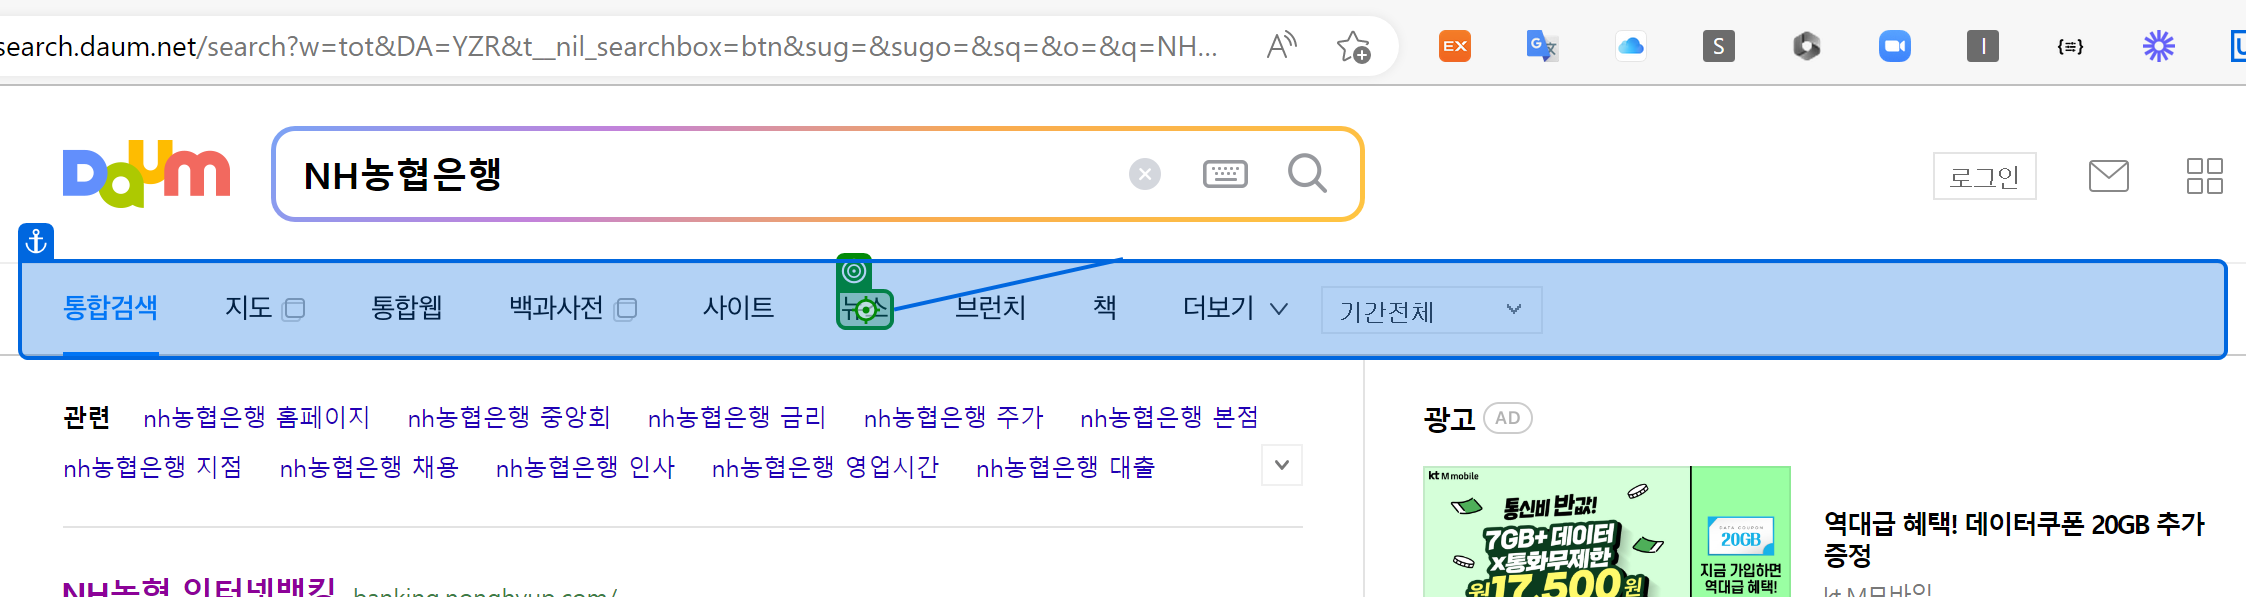 search.daum.net/search?w=tot&DA=YZR&t__nil_searchbox=btn&sug=&sugo=&sq=&o=&q=NH...
Daum
NH농협은행
로그인
통합검색 지도 통합웹 백과사전 사이트 뉴스 브런치 책 더보기 기간전체
관련 nh농협은행 홈페이지 nh농협은행 중앙회 nh농협은행 금리 nh농협은행 주가 nh농협은행 본점
nh농협은행 지점 nh농협은행 채용 nh농협은행 인사 nh농협은행 영업시간 nh농협은행 대출
NH농협 인터넷뱅킹 banking.nonghyup.com/
광고 AD
kt M mobile
통신비 반값!
7GB+ 데이터
x통화무제한
월17,500원
DATA COUPON
20GB
지금 가입하면
역대급 혜택!
역대급 혜택! 데이터쿠폰 20GB 추가
증정
kt M모바일